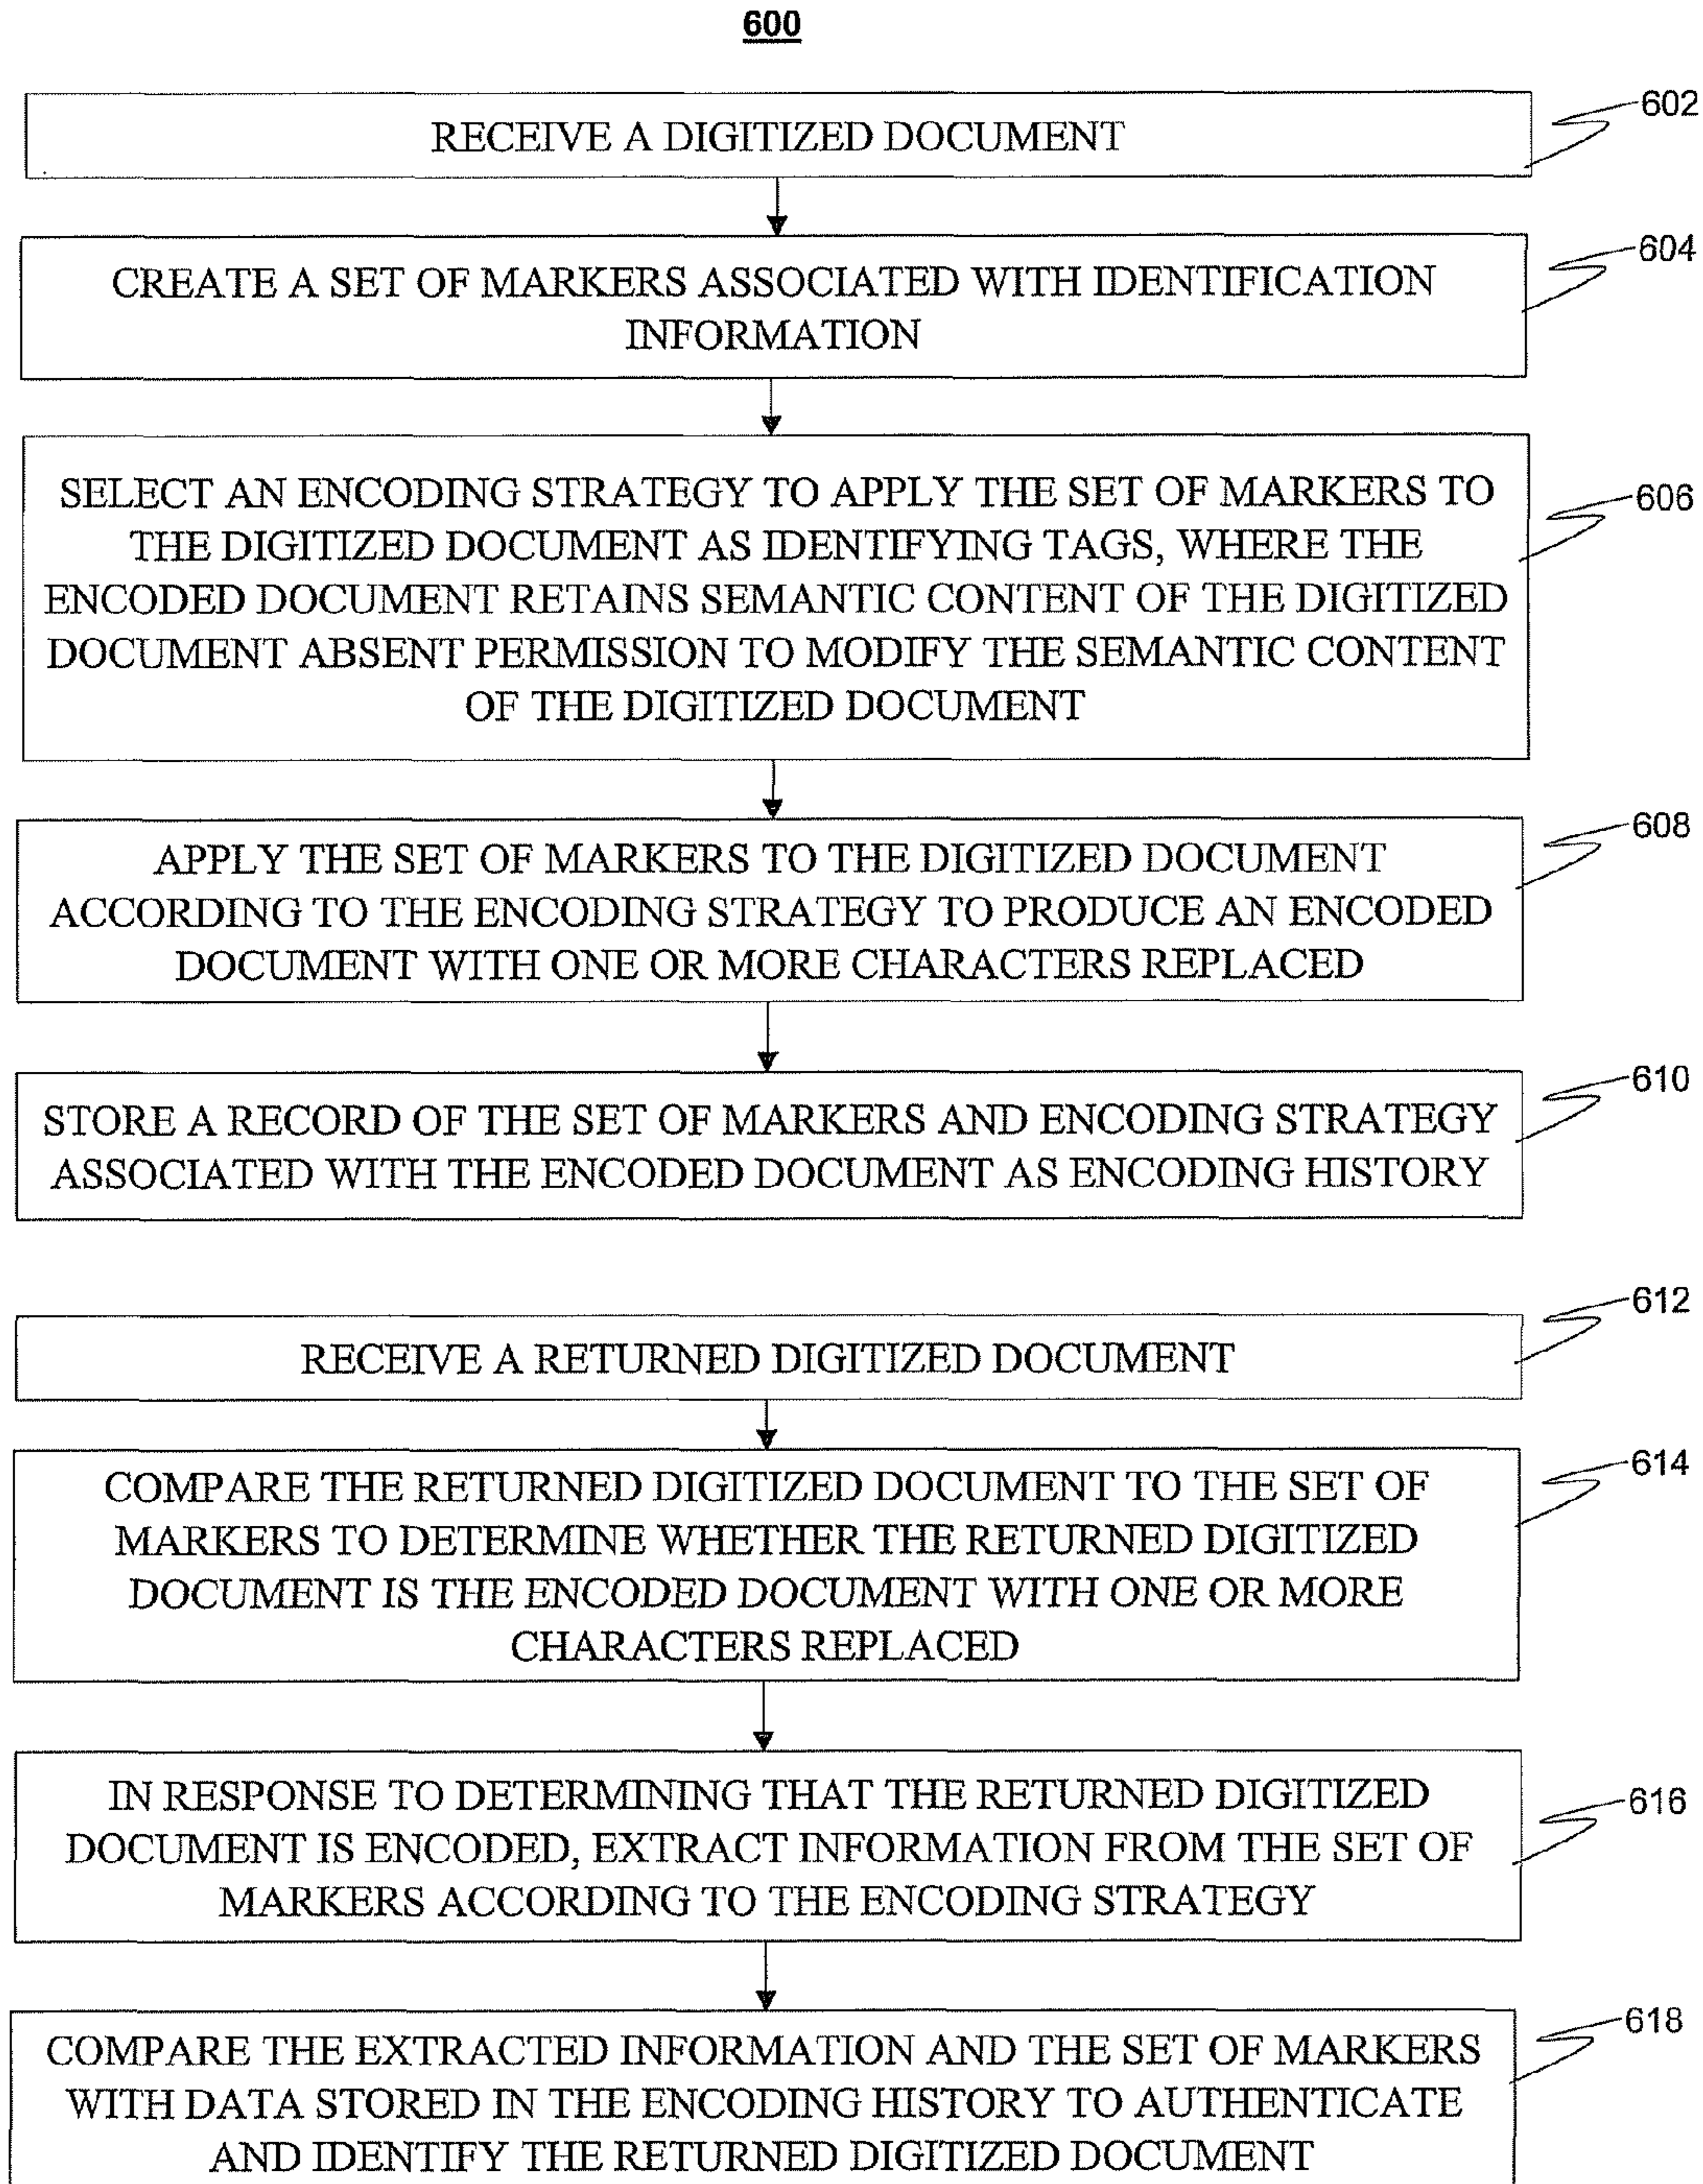 600
RECEIVE A DIGITIZED DOCUMENT
602
CREATE A SET OF MARKERS ASSOCIATED WITH IDENTIFICATION
INFORMATION
604
SELECT AN ENCODING STRATEGY TO APPLY THE SET OF MARKERS TO
THE DIGITIZED DOCUMENT AS IDENTIFYING TAGS, WHERE THE
ENCODED DOCUMENT RETAINS SEMANTIC CONTENT OF THE DIGITIZED
DOCUMENT ABSENT PERMISSION TO MODIFY THE SEMANTIC CONTENT
OF THE DIGITIZED DOCUMENT
606
APPLY THE SET OF MARKERS TO THE DIGITIZED DOCUMENT
ACCORDING TO THE ENCODING STRATEGY TO PRODUCE AN ENCODED
DOCUMENT WITH ONE OR MORE CHARACTERS REPLACED
608
STORE A RECORD OF THE SET OF MARKERS AND ENCODING STRATEGY
ASSOCIATED WITH THE ENCODED DOCUMENT AS ENCODING HISTORY
610
RECEIVE A RETURNED DIGITIZED DOCUMENT
612
COMPARE THE RETURNED DIGITIZED DOCUMENT TO THE SET OF
MARKERS TO DETERMINE WHETHER THE RETURNED DIGITIZED
DOCUMENT IS THE ENCODED DOCUMENT WITH ONE OR MORE
CHARACTERS REPLACED
614
IN RESPONSE TO DETERMINING THAT THE RETURNED DIGITIZED
DOCUMENT IS ENCODED, EXTRACT INFORMATION FROM THE SET OF
MARKERS ACCORDING TO THE ENCODING STRATEGY
616
COMPARE THE EXTRACTED INFORMATION AND THE SET OF MARKERS
WITH DATA STORED IN THE ENCODING HISTORY TO AUTHENTICATE
AND IDENTIFY THE RETURNED DIGITIZED DOCUMENT
618